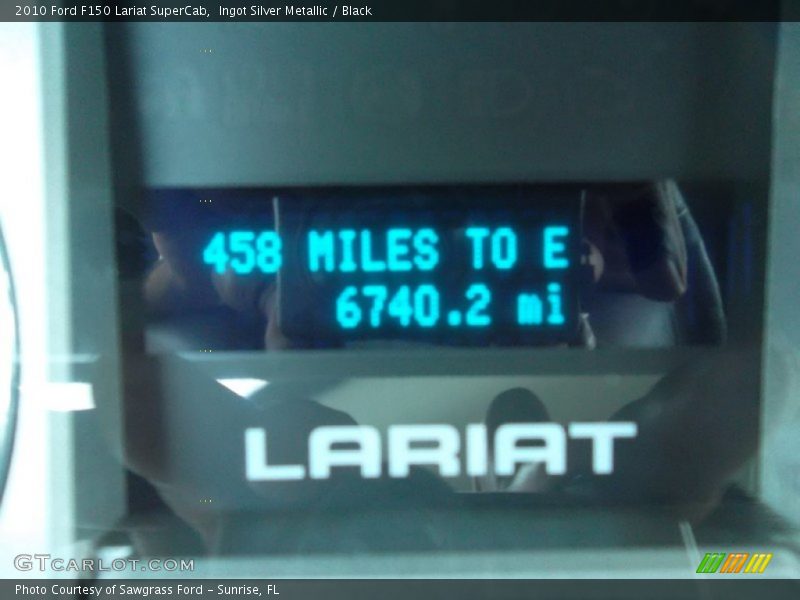 2010 Ford F150 Lariat SuperCab,  Ingot Silver Metallic / Black
458 MILES TO E
6740.2 mi
LARIAT
GTCARLOT.COM
Photo Courtesy of Sawgrass Ford – Sunrise, FL